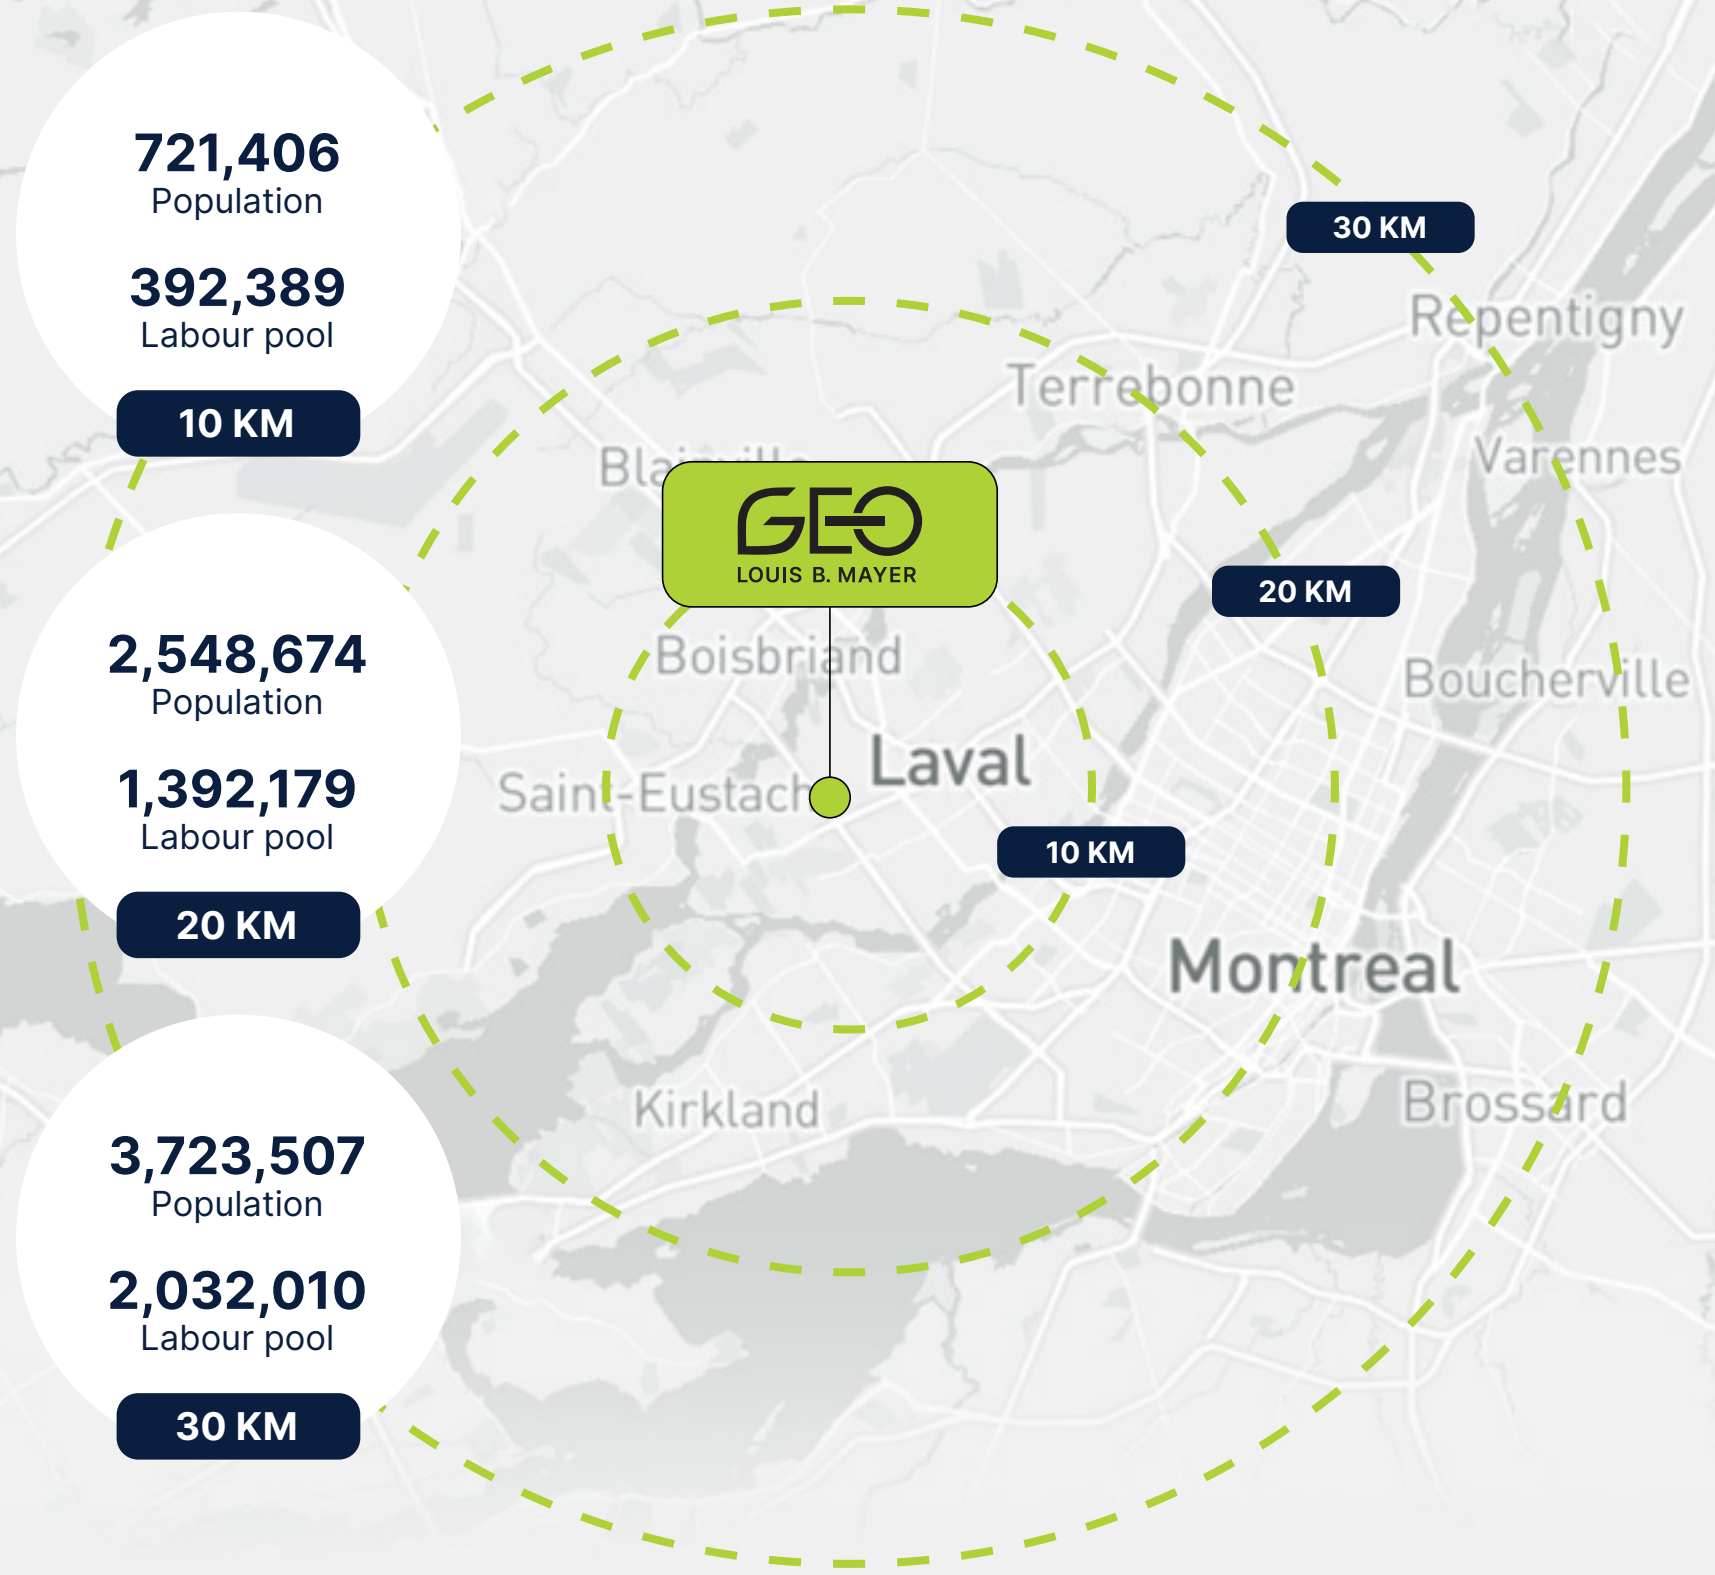 721,406
Population
392,389
Labour pool
10 KM
2,548,674
Population
1,392,179
Labour pool
20 KM
3,723,507
Population
2,032,010
Labour pool
30 KM
30 KM
Repentigny
Terrebonne
Varennes
Blainville
GEO
LOUIS B. MAYER
20 KM
Boisbriand
Boucherville
Laval
Saint-Eustach
10 KM
Montreal
Kirkland
Brossard